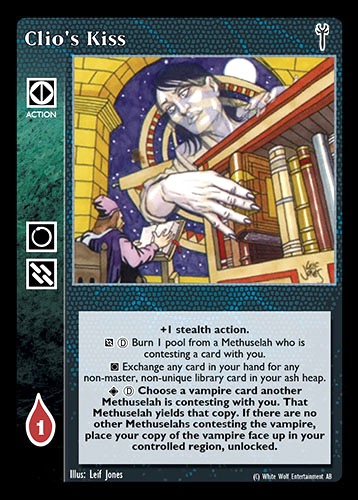 Clio's Kiss
ACTION
+1 stealth action.
D Burn 1 pool from a Methuselah who is
contesting a card with you.
Exchange any card in your hand for any
non-master, non-unique library card in your ash heap.
D Choose a vampire card another
Methuselah is contesting with you. That
Methuselah yields that copy. If there are no
other Methuselahs contesting the vampire,
place your copy of the vampire face up in your
controlled region, unlocked.
1
Illus: Leif Jones
(C) White Wolf Entertainment AB